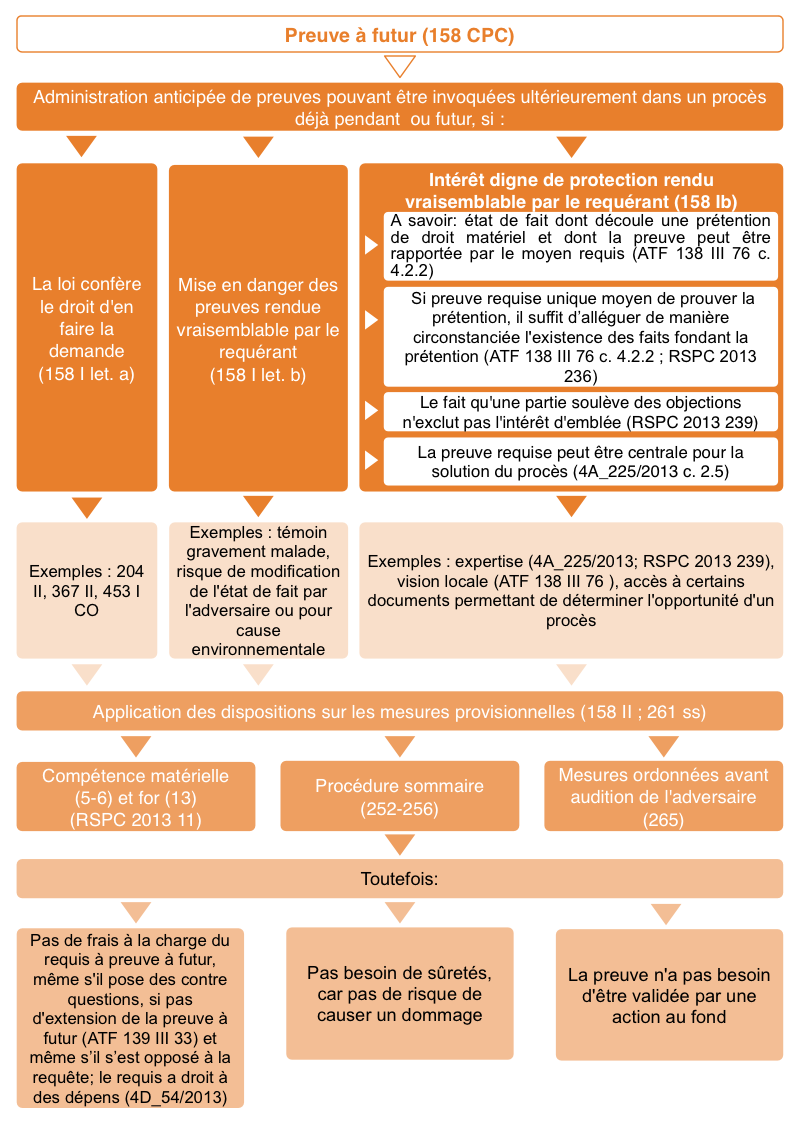 Preuve à futur (158 CPC)
Administration anticipée de preuves pouvant être invoquées ultérieurement dans un procès
déjà pendant  ou futur, si :
La loi confère
le droit d'en
faire la
demande
(158 I let. a)
Mise en danger des
preuves rendue
vraisemblable par le
requérant
(158 I let. b)
Intérêt digne de protection rendu
vraisemblable par le requérant (158 Ib)
A savoir: état de fait dont découle une prétention
de droit matériel et dont la preuve peut être
rapportée par le moyen requis (ATF 138 III 76 c.
4.2.2)
Si preuve requise unique moyen de prouver la
prétention, il suffit d’alléguer de manière
circonstanciée l'existence des faits fondant la
prétention (ATF 138 III 76 c. 4.2.2 ; RSPC 2013
236)
Le fait qu'une partie soulève des objections
n'exclut pas l'intérêt d'emblée (RSPC 2013 239)
La preuve requise peut être centrale pour la
solution du procès (4A_225/2013 c. 2.5)
Exemples : 204
II, 367 II, 453 I
CO
Exemples : témoin
gravement malade,
risque de modification
de l'état de fait par
l'adversaire ou pour
cause
environnementale
Exemples : expertise (4A_225/2013; RSPC 2013 239),
vision locale (ATF 138 III 76 ), accès à certains
documents permettant de déterminer l'opportunité d'un
procès
Application des dispositions sur les mesures provisionnelles (158 II ; 261 ss)
Compétence matérielle
(5-6) et for (13)
(RSPC 2013 11)
Procédure sommaire
(252-256)
Mesures ordonnées avant
audition de l'adversaire
(265)
Toutefois:
Pas de frais à la charge du
requis à preuve à futur,
même s'il pose des contre
questions, si pas
d'extension de la preuve à
futur (ATF 139 III 33) et
même s’il s’est opposé à la
requête; le requis a droit à
des dépens (4D_54/2013)
Pas besoin de sûretés,
car pas de risque de
causer un dommage
La preuve n'a pas besoin
d'être validée par une
action au fond